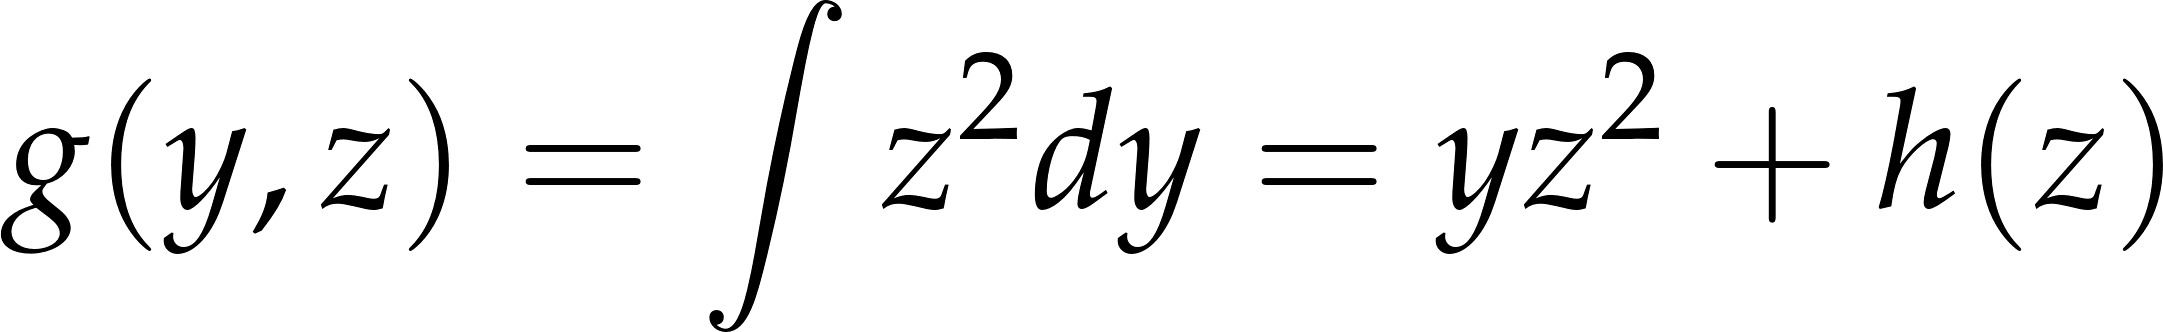 g(y, z) = ∫ z²dy = yz² + h(z)